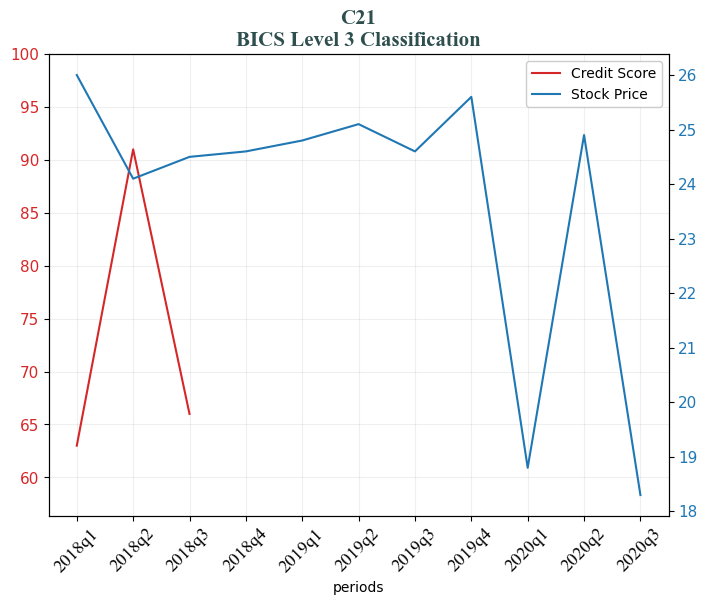 C21
BICS Level 3 Classification
Credit Score
Stock Price
100
95
90
85
80
75
70
65
60
26
25
24
23
22
21
20
19
18
2018q1
2018q2
2018q3
2018q4
2019q1
2019q2
2019q3
2019q4
2020q1
2020q2
2020q3
periods